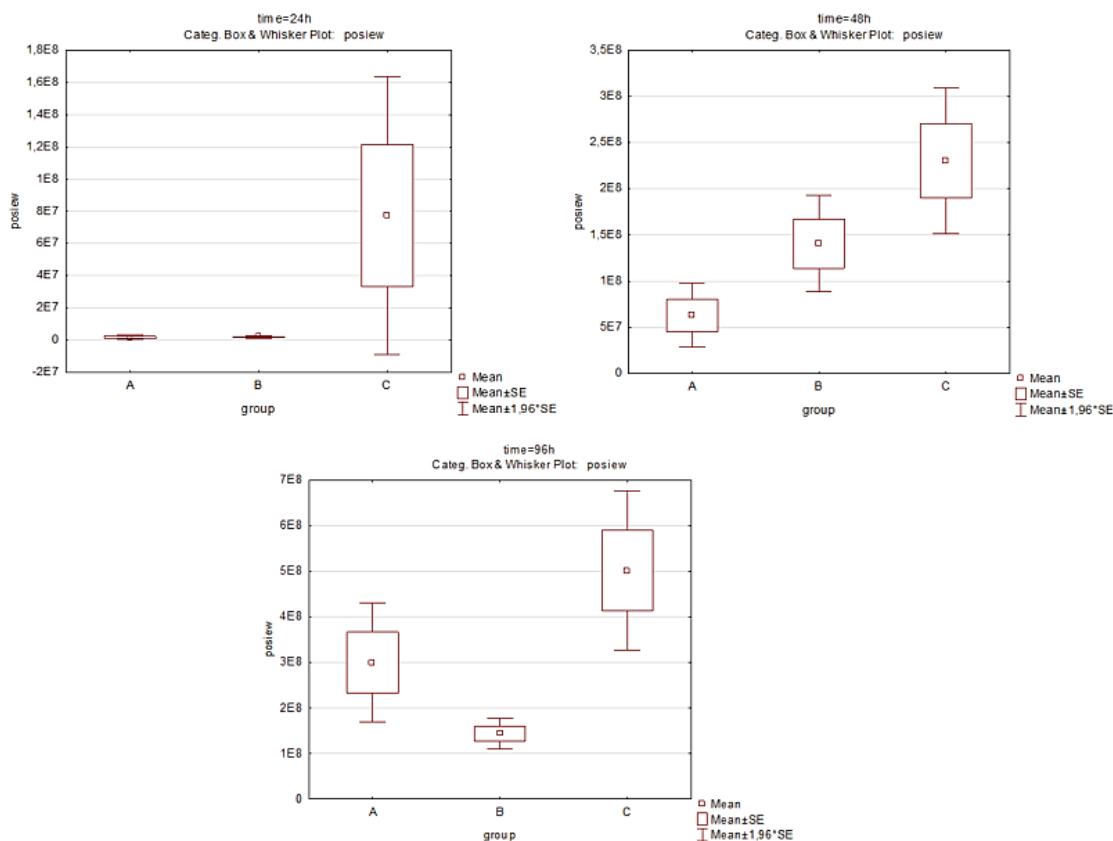 time=24h
Categ. Box & Whisker Plot: posiew
1,8E8
1,6E8
1,4E8
1,2E8
1E8
8E7
6E7
4E7
2E7
0
-2E7
posiew
A B C
group
Mean
Mean±SE
Mean±1,96*SE
time=48h
Categ. Box & Whisker Plot: posiew
3,5E8
3E8
2,5E8
2E8
1,5E8
1E8
5E7
0
posiew
A B C
group
Mean
Mean±SE
Mean±1,96*SE
time=96h
Categ. Box & Whisker Plot: posiew
7E8
6E8
5E8
4E8
3E8
2E8
1E8
0
posiew
A B C
group
Mean
Mean±SE
Mean±1,96*SE